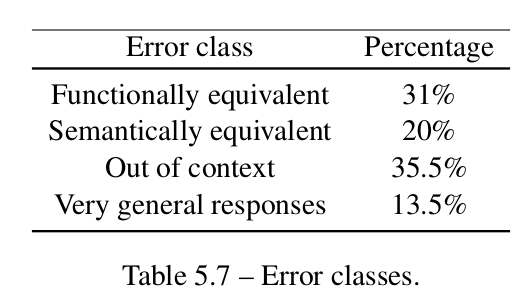 Error class Percentage
Functionally equivalent 31%
Semantically equivalent 20%
Out of context 35.5%
Very general responses 13.5%
Table 5.7 – Error classes.